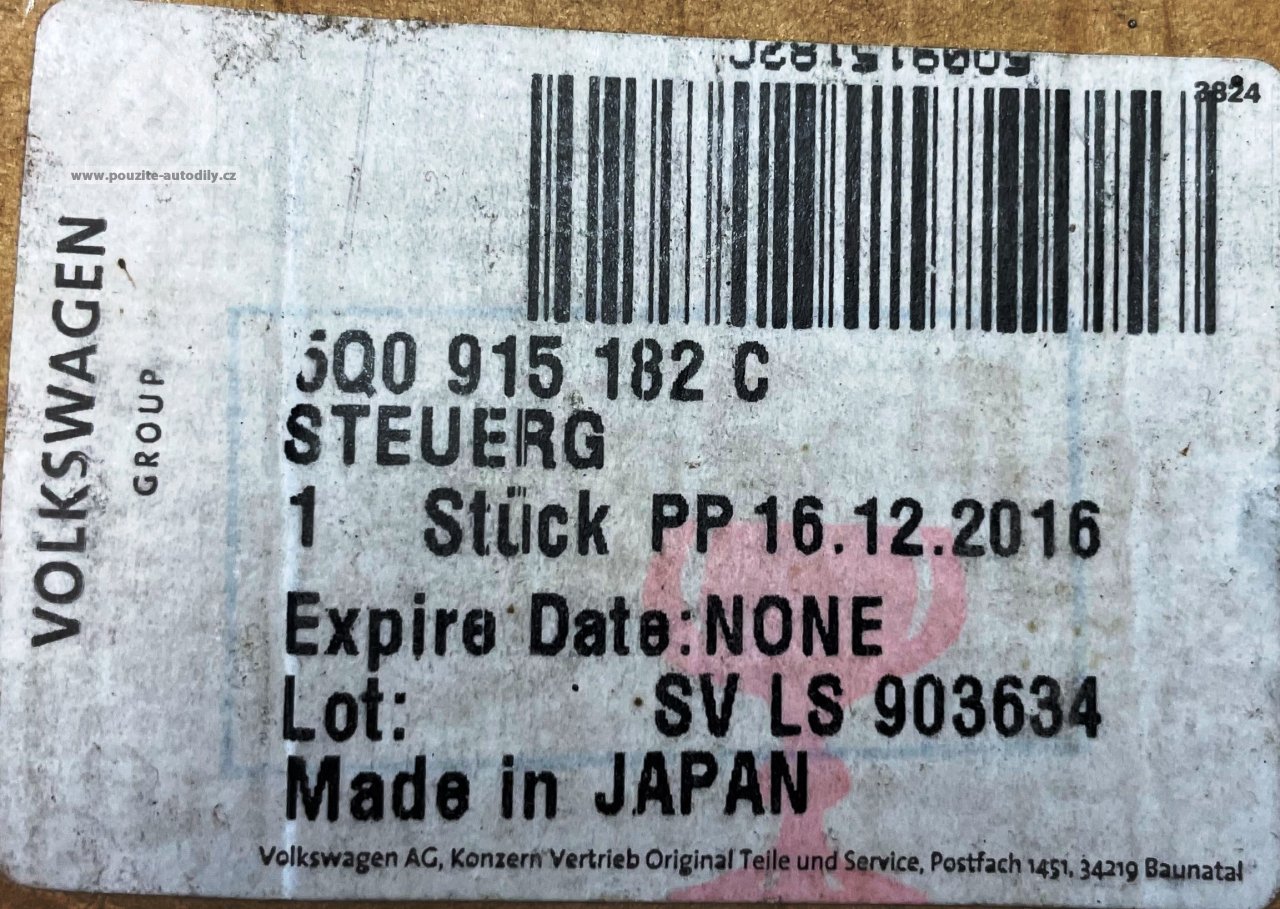 3824
www.pouzite-autodily.cz
VOLKSWAGEN
GROUP
5Q0 915 182 C
STEUERG
1 Stück PP 16.12.2016
Expire Date:NONE
Lot: SV LS 903634
Made in JAPAN
Volkswagen AG, Konzern Vertrieb Original Teile und Service, Postfach 1451, 34219 Baunatal